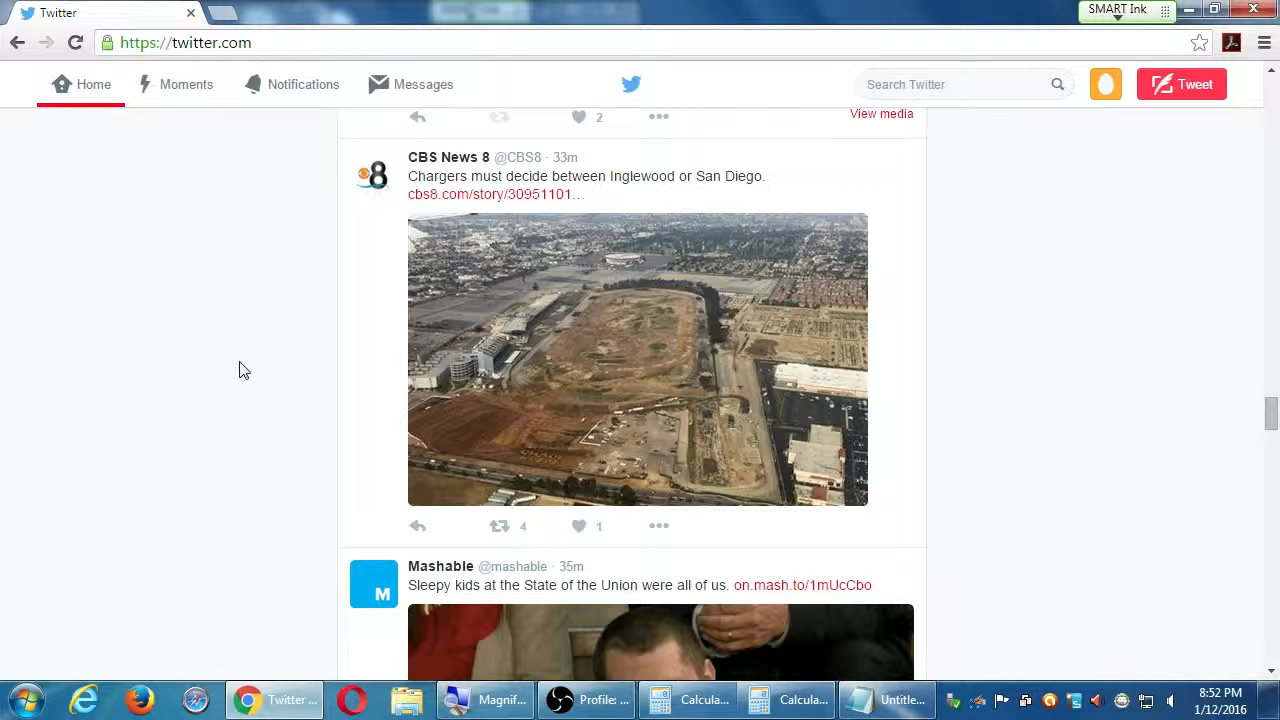 Twitter
SMART Ink
https://twitter.com
Home
Moments
Notifications
Messages
Search Twitter
Tweet
2
View media
CBS News 8 @CBS8 · 33m
Chargers must decide between Inglewood or San Diego.
cbs8.com/story/30951101…
4
1
Mashable @mashable · 35m
Sleepy kids at the State of the Union were all of us. on.mash.to/1mUcCbo
M
Twitter ...
Magnif...
Profile: ...
Calcula...
Calcula...
Untitle...
8:52 PM
1/12/2016